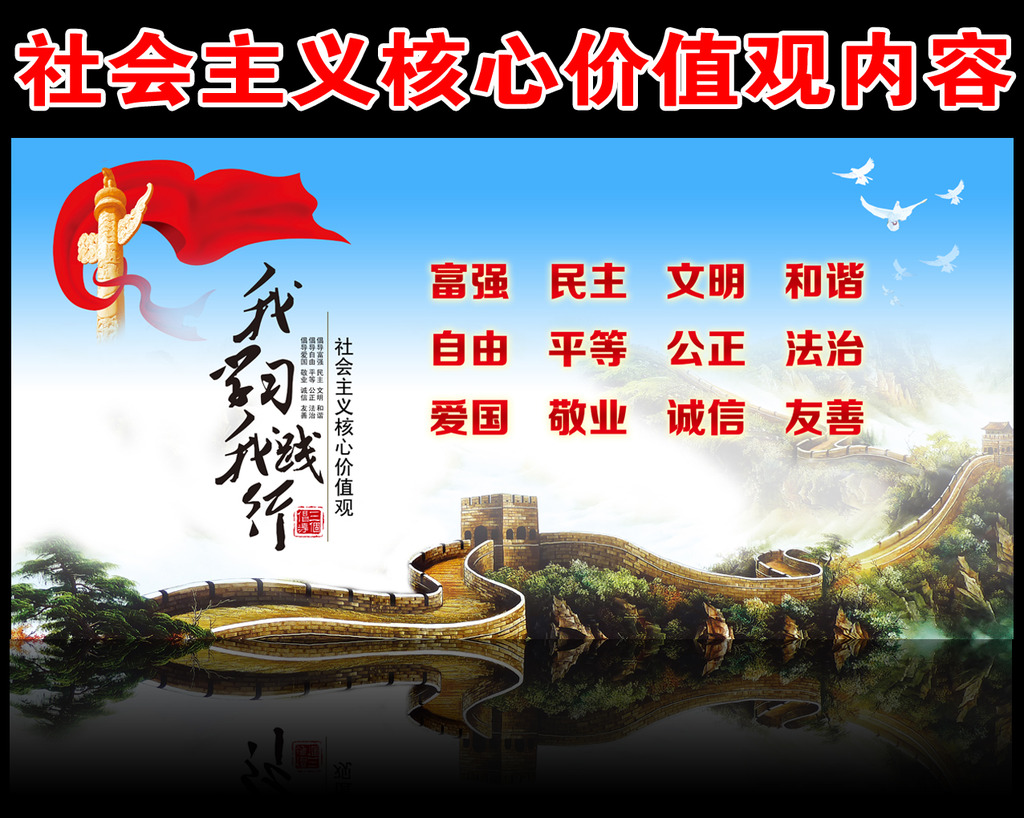 社会主义核心价值观内容
我
学习
我践
行
倡导富强 民主 文明 和谐
倡导自由 平等 公正 法治
倡导爱国 敬业 诚信 友善
社会主义核心价值观
三個
倡導
富强 民主 文明 和谐
自由 平等 公正 法治
爱国 敬业 诚信 友善